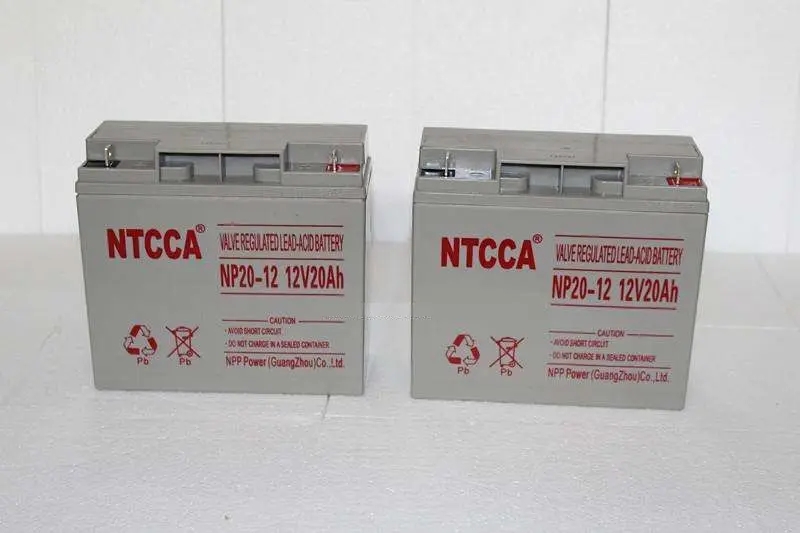 NTCCA®
VALVE REGULATED LEAD-ACID BATTERY
NP20-12 12V20Ah
CAUTION
• AVOID SHORT CIRCUIT
• DO NOT CHARGE IN A SEALED CONTAINER
Pb
Pb
NPP Power (GuangZhou) Co., Ltd.
NTCCA®
VALVE REGULATED LEAD-ACID BATTERY
NP20-12 12V20Ah
CAUTION
• AVOID SHORT CIRCUIT
• DO NOT CHARGE IN A SEALED CONTAINER
Pb
Pb
NPP Power (GuangZhou) Co., Ltd.